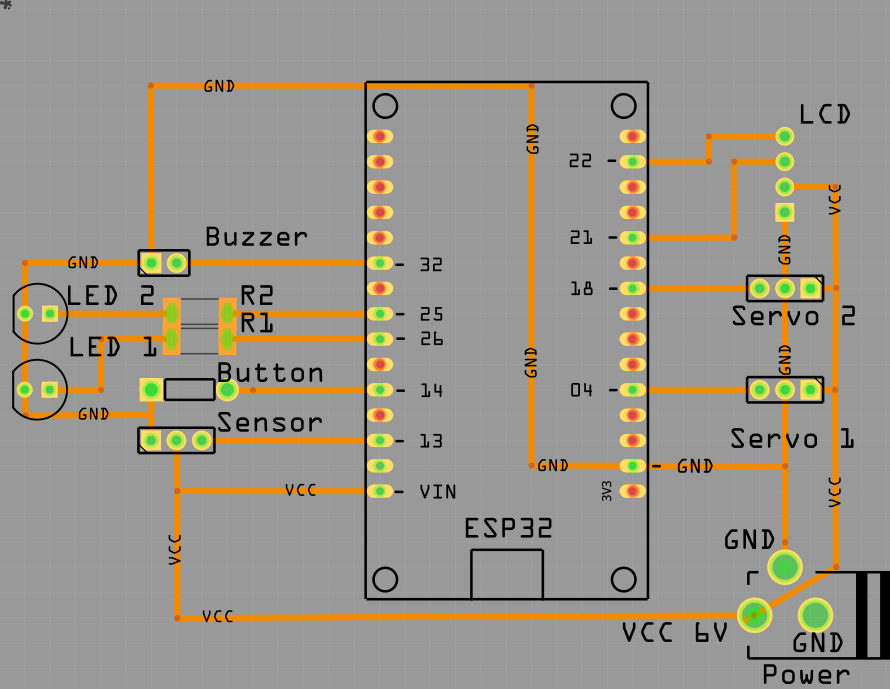 *
GND
LCD
GND
22
VCC
Buzzer
21
GND
GND
32
LED 2
R2
25
18
Servo 2
R1
LED 1
26
GND
GND
Button
14
04
GND
Sensor
13
Servo 1
GND
GND
VCC
VIN
3V3
VCC
ESP32
VCC
GND
VCC
VCC 6V
GND
Power